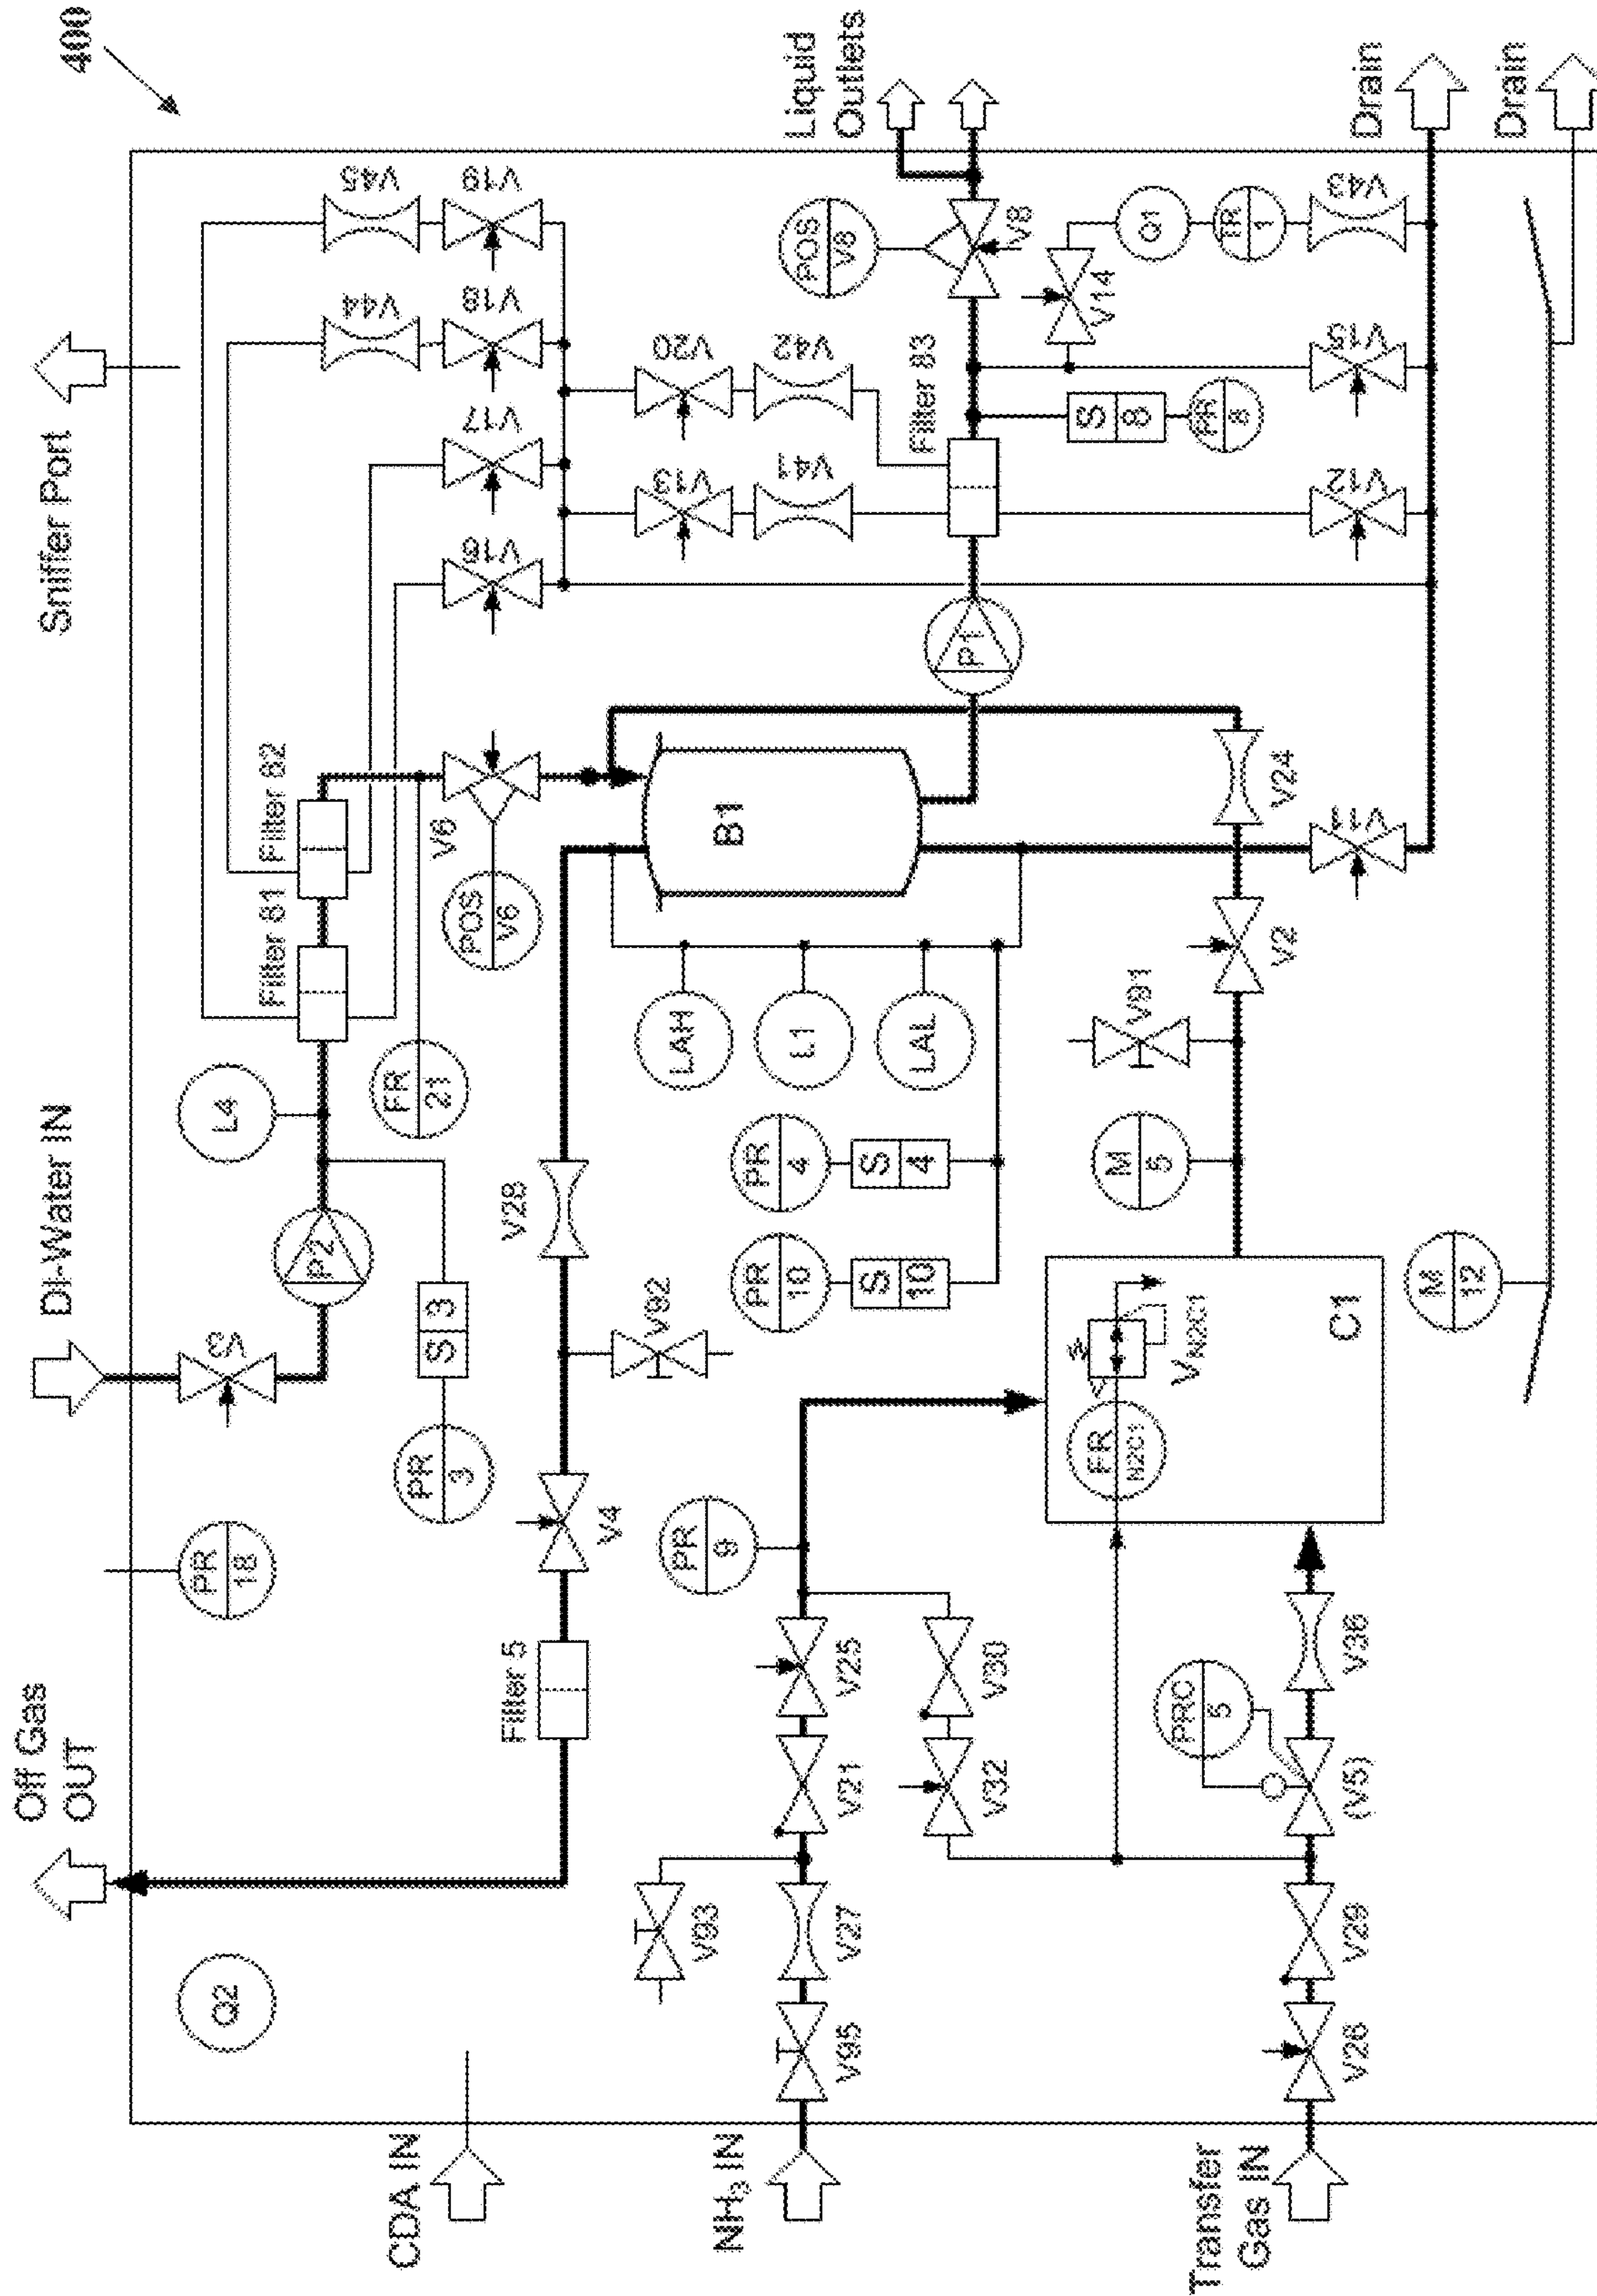 400
Sniffer Port
DI-Water IN
Off Gas
OUT
Liquid
Outlets
Drain
Drain
CDA IN
NH₃ IN
Transfer
Gas IN
Q2
PR
18
L4
P2
PR
3
S
3
Filter 81
Filter 82
FR
21
V45
V44
V19
V18
V17
V16
V6
POS
V6
V20
V13
V42
V41
Filter 83
POS
V8
V8
V14
Q1
1
V43
V15
V12
S
8
8
P1
B1
V24
V11
V2
V91
M
5
LAH
L1
LAL
PR
4
S
4
PR
10
S
10
V28
V92
V4
Filter 5
PR
9
V25
V21
V30
V32
V93
V27
V95
FR
N2C1
V_N2C1
C1
M
12
PRC
5
V36
(V5)
V29
V26